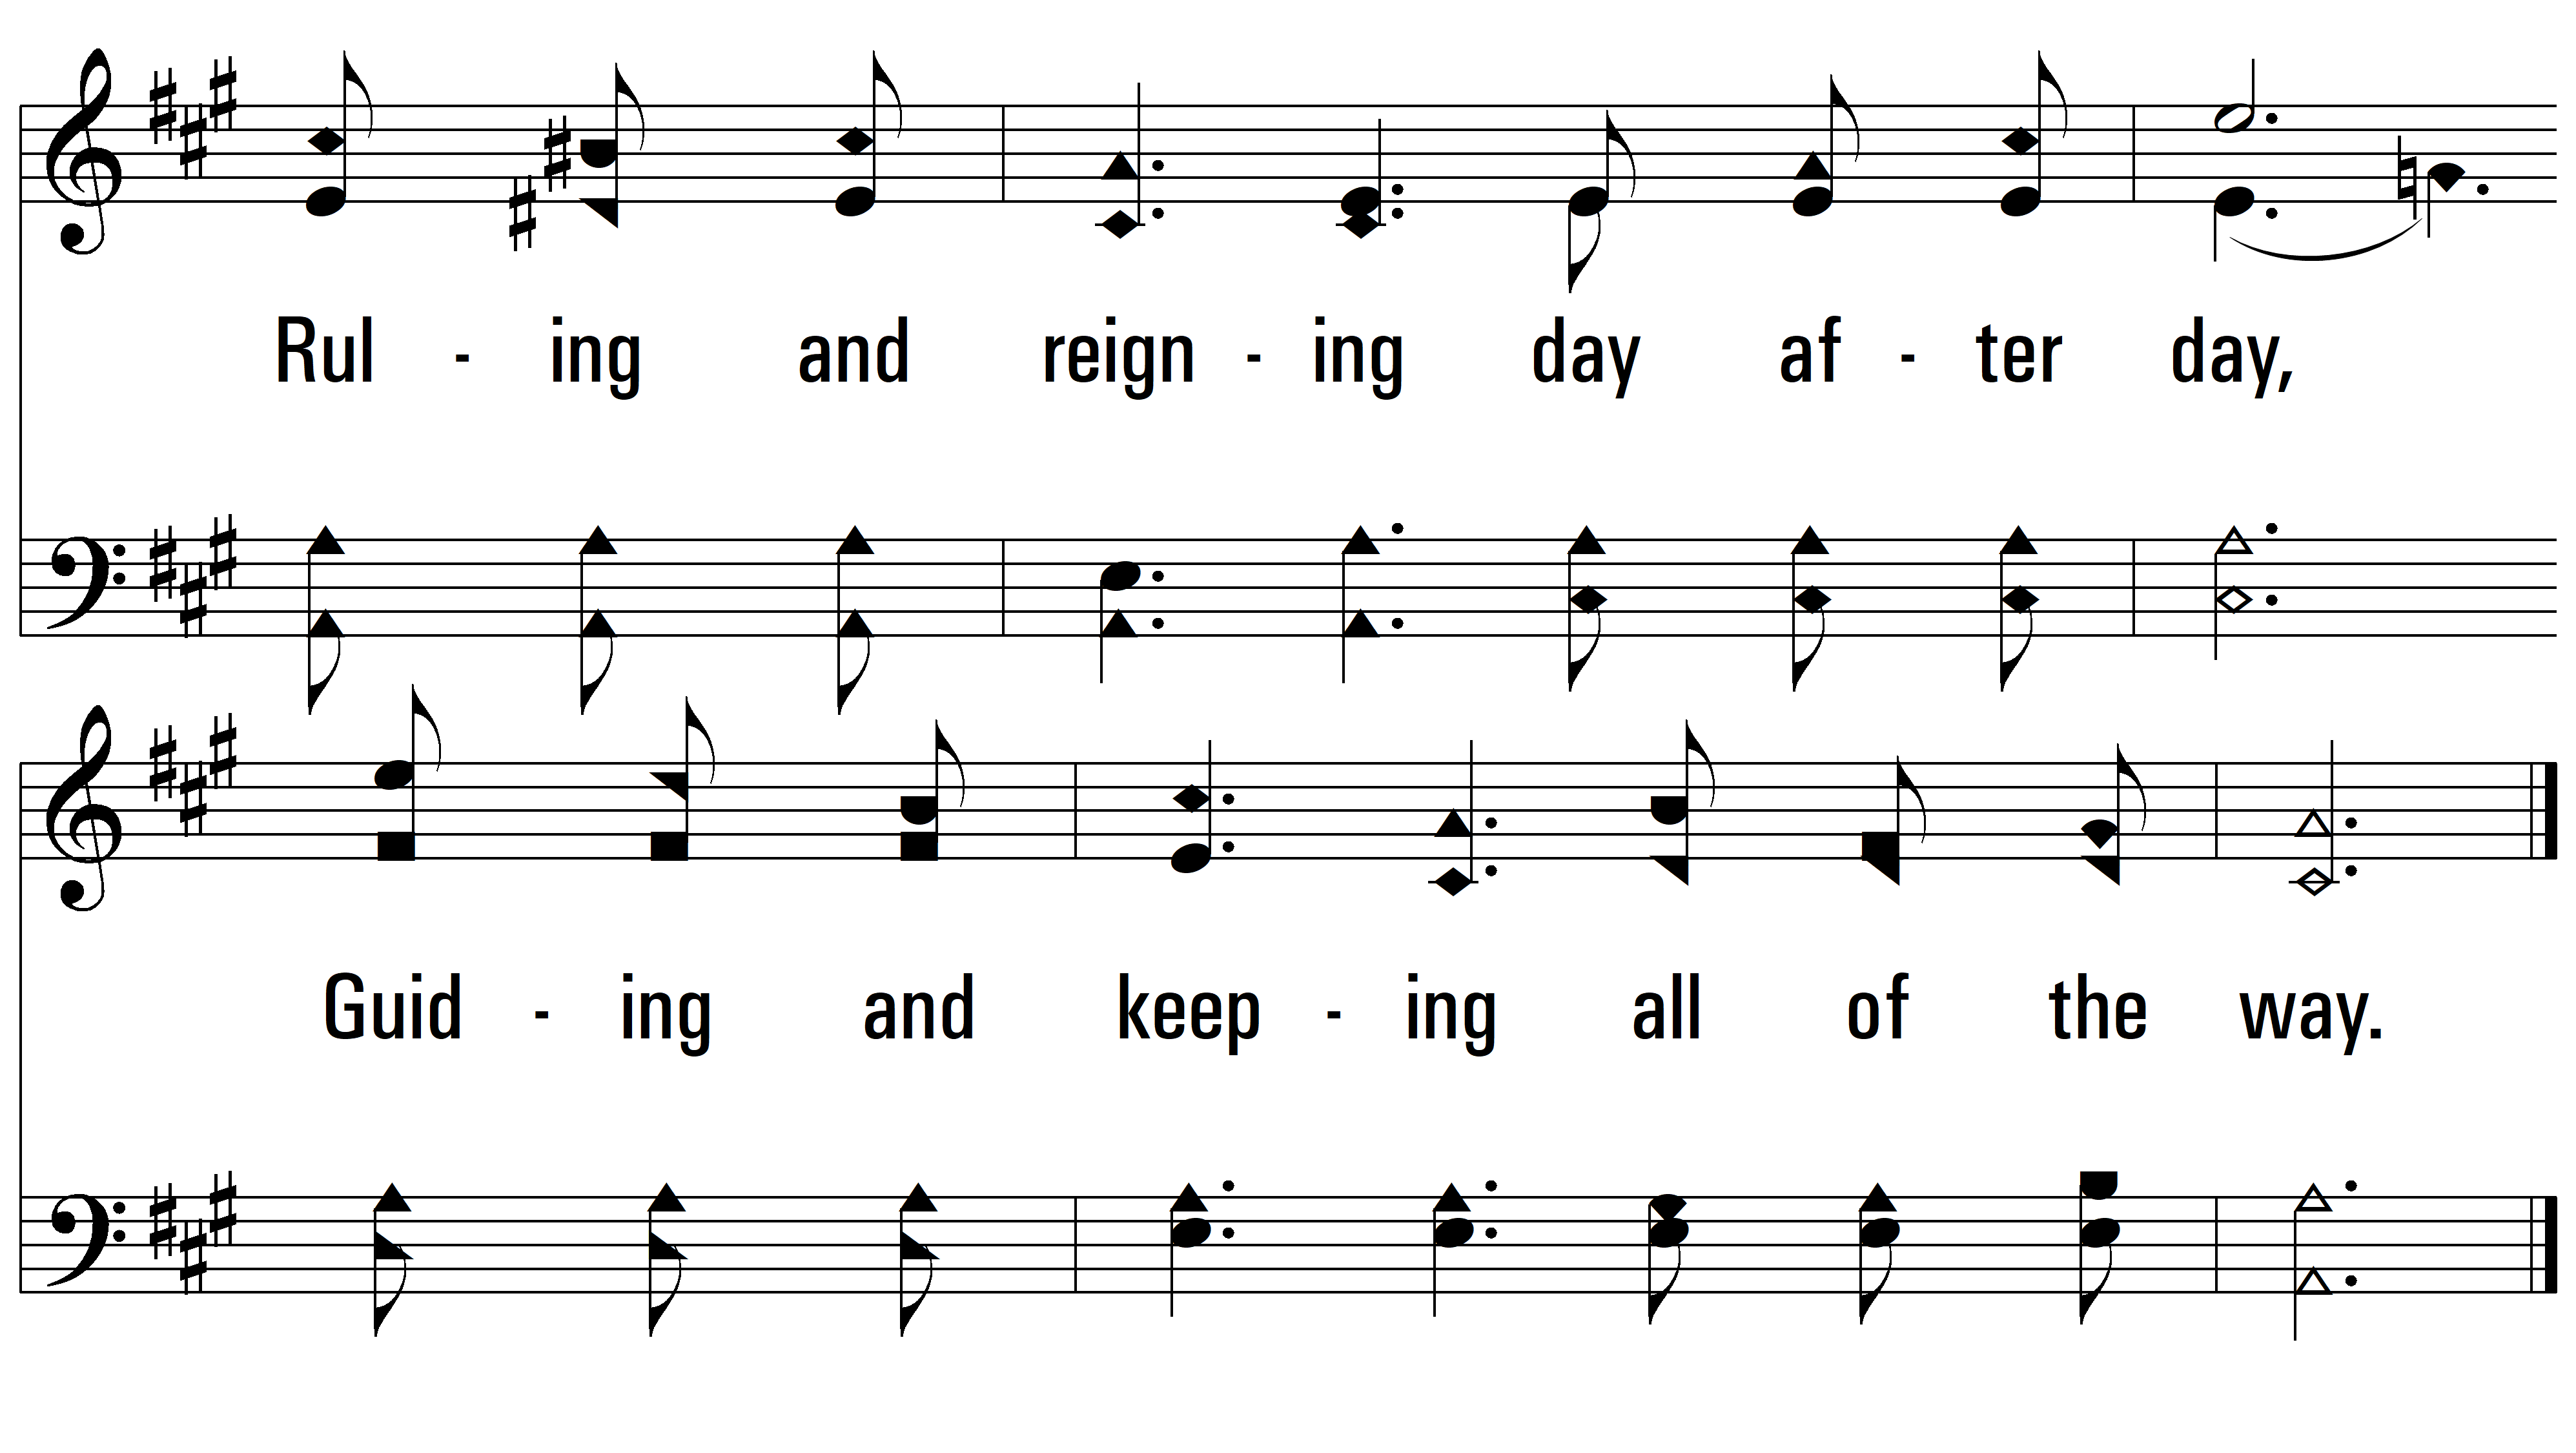 Rul - ing and reign - ing day af - ter day,
Guid - ing and keep - ing all of the way.